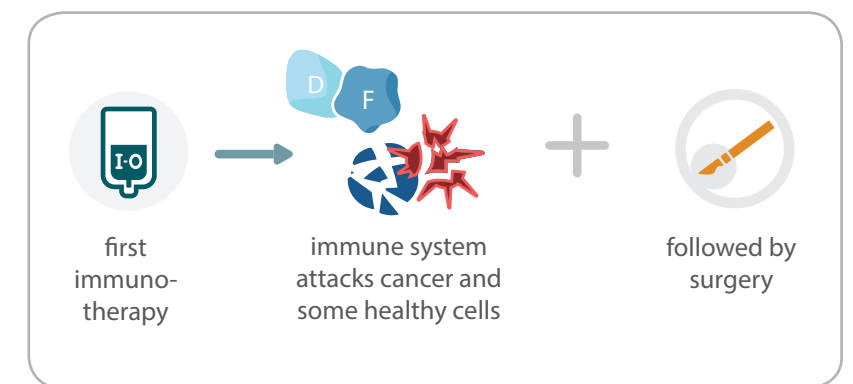 D
F
I-O
first
immuno-
therapy
immune system
attacks cancer and
some healthy cells
followed by
surgery